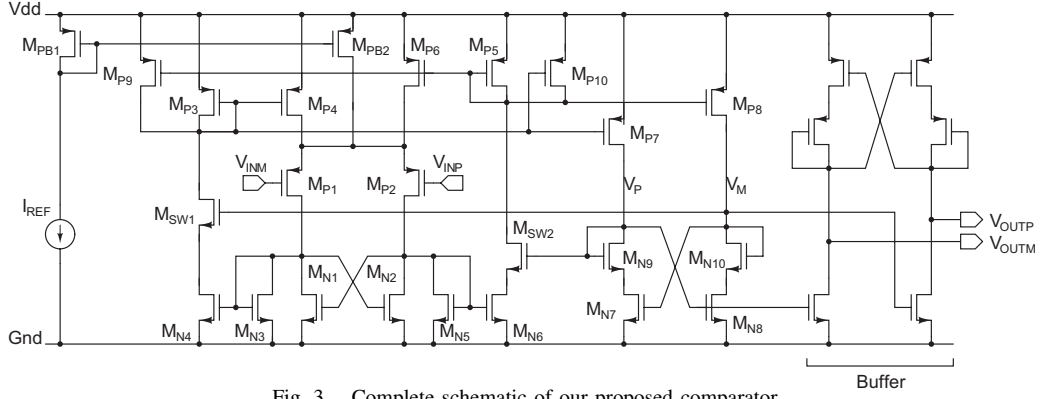 Vdd
M_PB1
M_PB2
M_P6
M_P5
M_P9
M_P10
M_P3
M_P4
M_P8
M_P7
V_INM
V_INP
M_P1
M_P2
V_P
V_M
I_REF
M_SW1
M_SW2
V_OUTP
V_OUTM
M_N1
M_N2
M_N9
M_N10
M_N7
M_N4
M_N3
M_N5
M_N6
M_N8
Gnd
Buffer
Fig. 3. Complete schematic of our proposed comparator